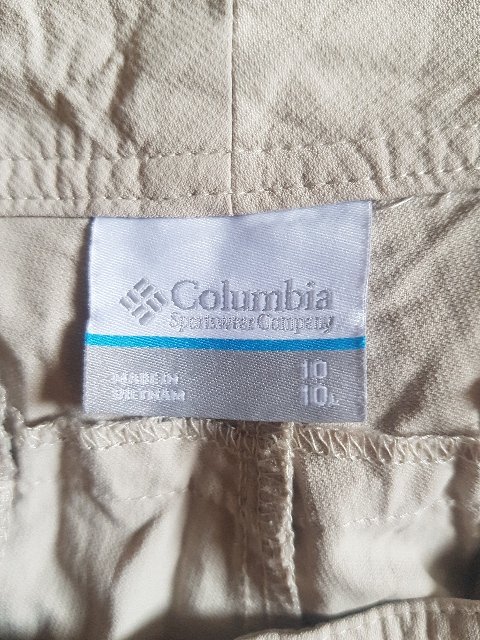 Columbia
Sportswear Company
MADE IN
VIETNAM
10
10L